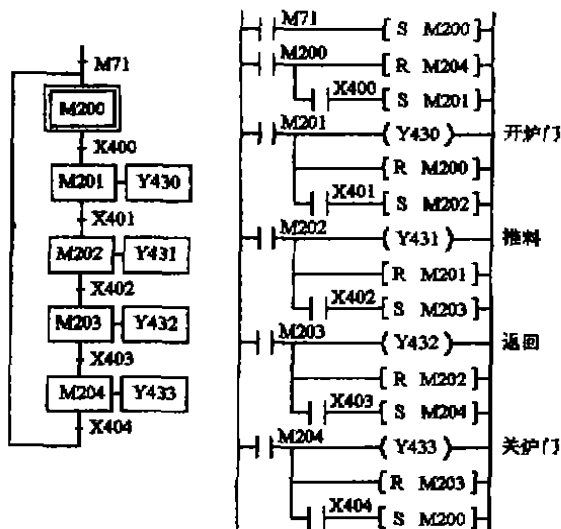 M71
M200
X400
M201 Y430
X401
M202 Y431
X402
M203 Y432
X403
M204 Y433
X404
M71 S M200
M200 R M204
X400 S M201
M201 Y430 开炉门
R M200
X401 S M202
M202 Y431 推料
R M201
X402 S M203
M203 Y432 返回
R M202
X403 S M204
M204 Y433 关炉门
R M203
X404 S M200